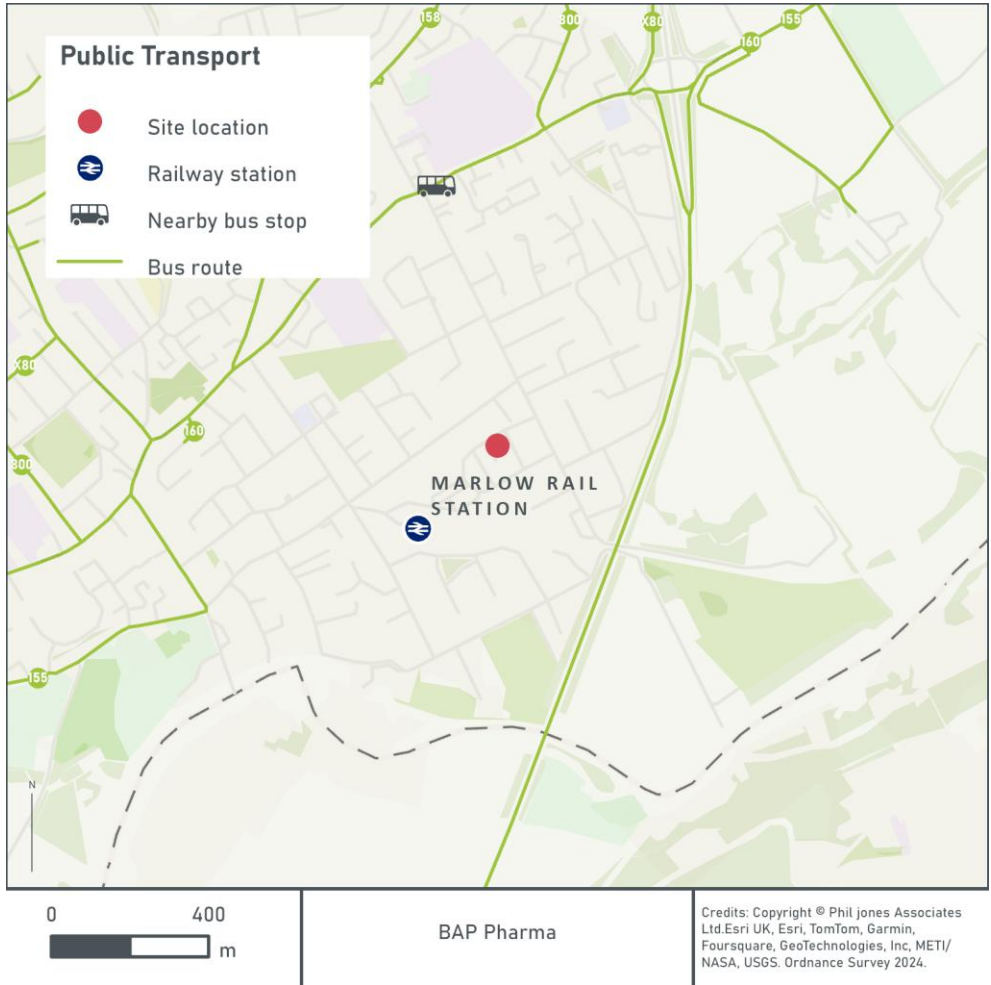 Public Transport
Site location
Railway station
Nearby bus stop
Bus route
158
300
X80
160
155
X80
160
300
155
MARLOW RAIL
STATION
N
0 400
m
BAP Pharma
Credits: Copyright © Phil jones Associates
Ltd.Esri UK, Esri, TomTom, Garmin,
Foursquare, GeoTechnologies, Inc, METI/
NASA, USGS. Ordnance Survey 2024.